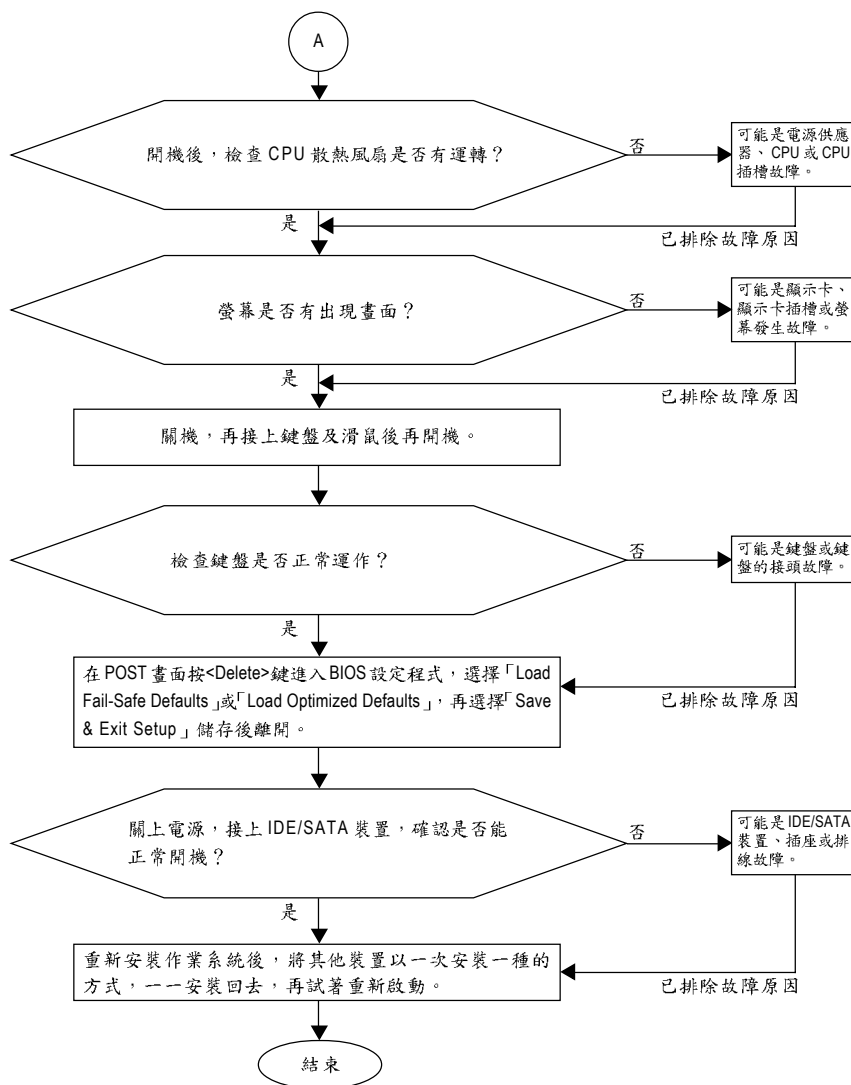 A
開機後，檢查 CPU 散熱風扇是否有運轉？
否
可能是電源供應
器、CPU 或 CPU
插槽故障。
是
已排除故障原因
螢幕是否有出現畫面？
否
可能是顯示卡、
顯示卡插槽或螢
幕發生故障。
是
已排除故障原因
關機，再接上鍵盤及滑鼠後再開機。
檢查鍵盤是否正常運作？
否
可能是鍵盤或鍵
盤的接頭故障。
是
在 POST 畫面按<Delete>鍵進入 BIOS 設定程式，選擇「Load
Fail-Safe Defaults」或「Load Optimized Defaults」，再選擇「Save
& Exit Setup」儲存後離開。
已排除故障原因
關上電源，接上 IDE/SATA 裝置，確認是否能
正常開機？
否
可能是 IDE/SATA
裝置、插座或排
線故障。
是
重新安裝作業系統後，將其他裝置以一次安裝一種的
方式，一一安裝回去，再試著重新啟動。
已排除故障原因
結束